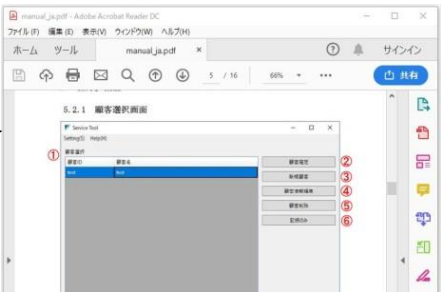 manual_ja.pdf - Adobe Acrobat Reader DC
ファイル(F) 編集(E) 表示(V) ウィンドウ(W) ヘルプ(H)
ホーム ツール manual_ja.pdf × サインイン
5 / 16 66% 共有
5.2.1 顧客選択画面
Service Tool
Setting(S) Help(H)
① 顧客選択
顧客ID 顧客名
test test
顧客確定 ②
新規顧客 ③
顧客情報編集 ④
顧客削除 ⑤
⑥